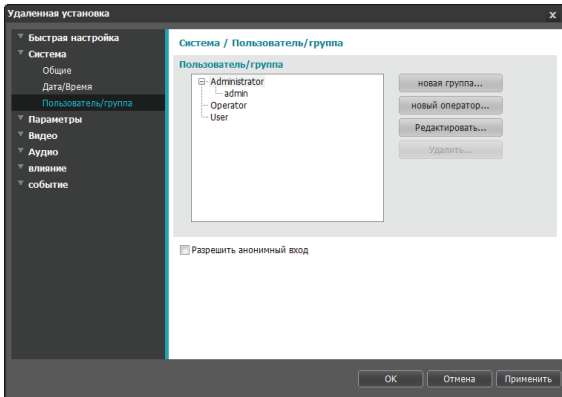 Удаленная установка
x
Быстрая настройка
Система
Общие
Дата/Время
Пользователь/группа
Параметры
Видео
Аудио
влияние
событие
Система / Пользователь/группа
Пользователь/группа
Administrator
admin
Operator
User
новая группа...
новый оператор...
Редактировать...
Удалить...
Разрешить анонимный вход
OK
Отмена
Применить